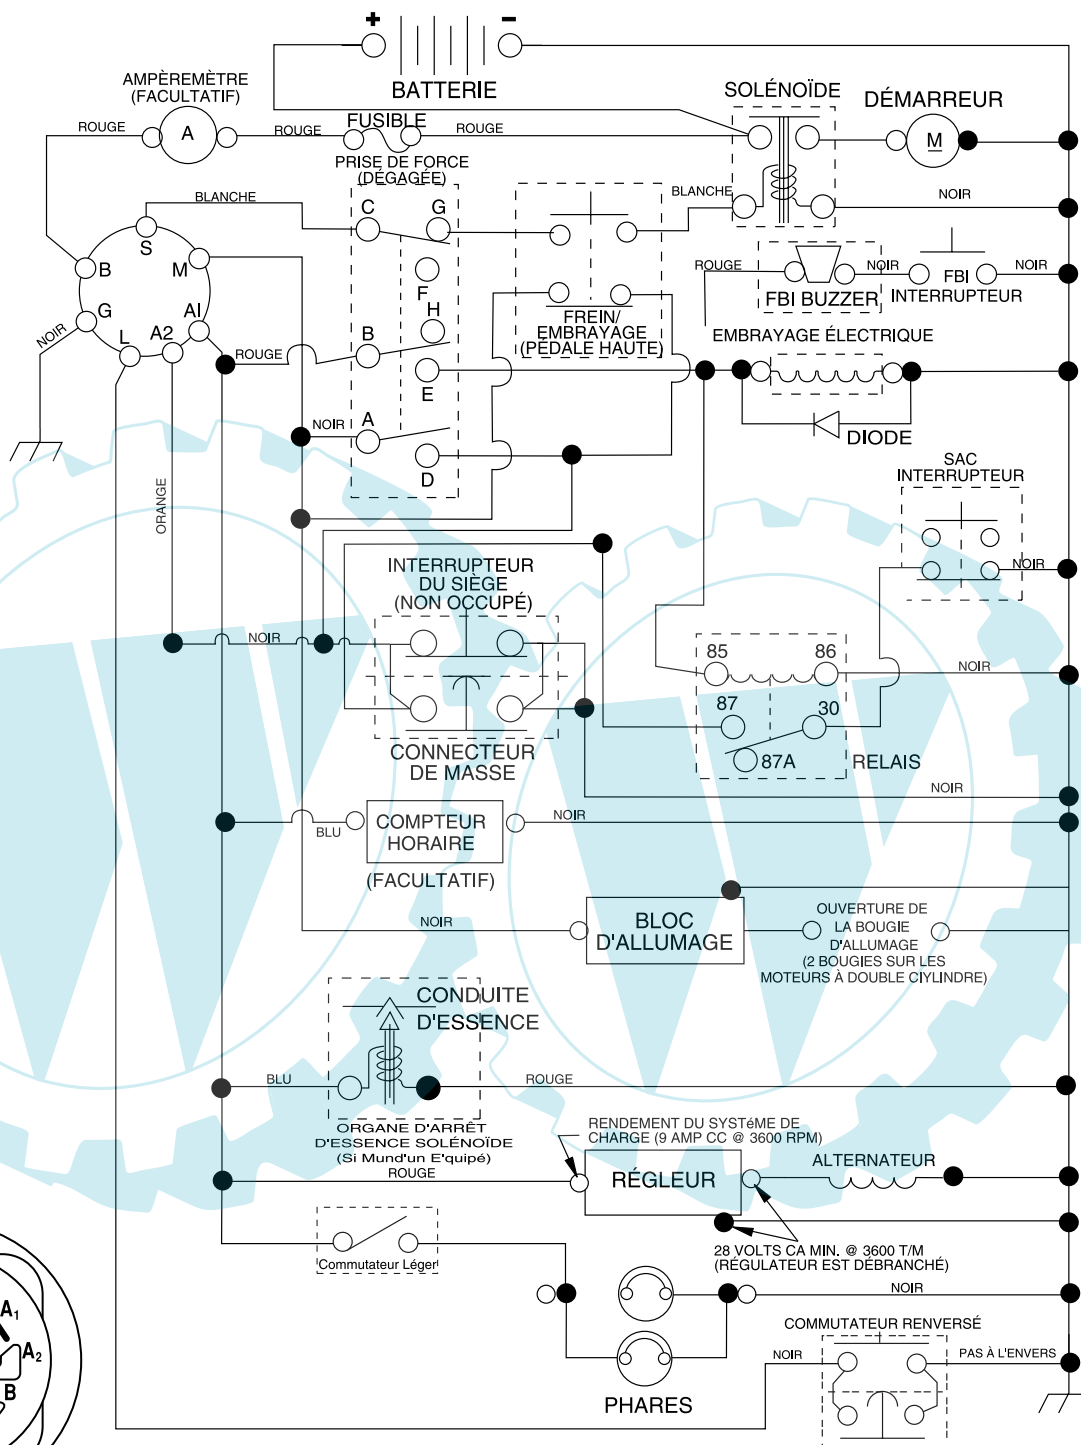 + -
BATTERIE
AMPÈREMÈTRE
(FACULTATIF)
SOLÉNOÏDE
DÉMARREUR
ROUGE
A
ROUGE
FUSIBLE
ROUGE
M
PRISE DE FORCE
(DÉGAGÉE)
BLANCHE
BLANCHE
NOIR
C
G
S
B
M
F
ROUGE
NOIR
FBI
NOIR
FBI BUZZER
INTERRUPTEUR
G
A1
H
FREIN/
EMBRAYAGE
(PÉDALE HAUTE)
EMBRAYAGE ÉLECTRIQUE
NOIR
L
A2
ROUGE
B
E
A
NOIR
DIODE
D
SAC
INTERRUPTEUR
ORANGE
NOIR
INTERRUPTEUR
DU SIÈGE
(NON OCCUPÉ)
NOIR
85
86
NOIR
87
30
87A
RELAIS
CONNECTEUR
DE MASSE
NOIR
BLU
COMPTEUR
HORAIRE
NOIR
(FACULTATIF)
NOIR
BLOC
D'ALLUMAGE
OUVERTURE DE
LA BOUGIE
D'ALLUMAGE
(2 BOUGIES SUR LES
MOTEURS À DOUBLE CIYLINDRE)
CONDUITE
D'ESSENCE
BLU
ROUGE
ORGANE D'ARRÊT
D'ESSENCE SOLÉNOÏDE
(Si Mund'un E'quipé)
ROUGE
RENDEMENT DU SYSTéME DE
CHARGE (9 AMP CC @ 3600 RPM)
RÉGLEUR
ALTERNATEUR
Commutateur Léger
28 VOLTS CA MIN. @ 3600 T/M
(RÉGULATEUR EST DÉBRANCHÉ)
NOIR
A1
A2
B
COMMUTATEUR RENVERSÉ
NOIR
PAS À L'ENVERS
PHARES